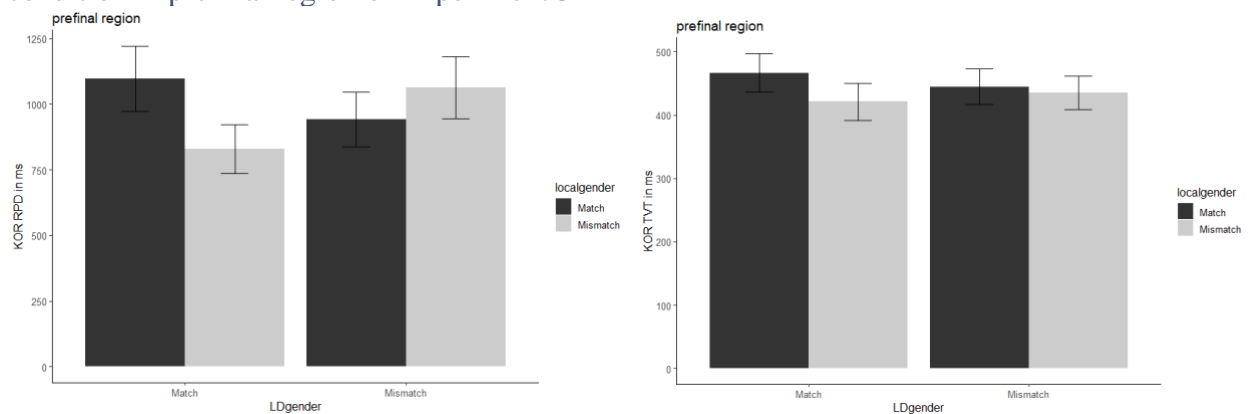 prefinal region
1250
1000
750
500
250
0
KOR RPD in ms
Match
Mismatch
LDgender
localgender
Match
Mismatch
prefinal region
500
400
300
200
100
0
KOR TVT in ms
Match
Mismatch
LDgender
localgender
Match
Mismatch